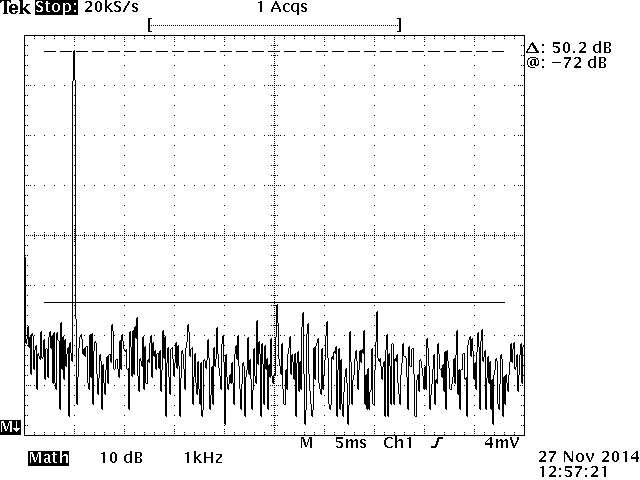 Tek Stop: 20kS/s 1 Acqs
Δ: 50.2 dB
@: −72 dB
M↓
M 5ms Ch1 4mV
Math 10 dB 1kHz
27 Nov 2014
12:57:21